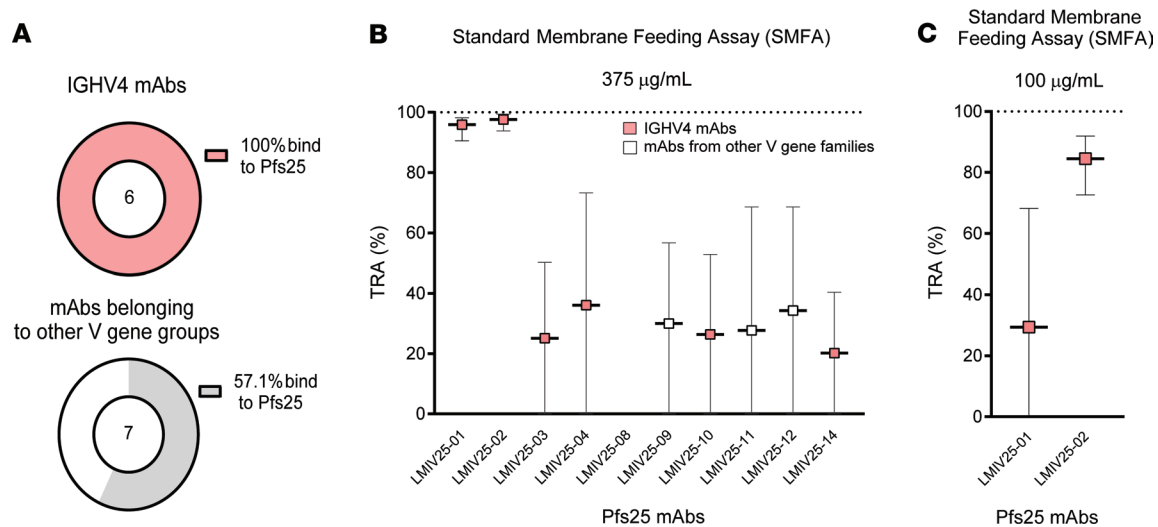 A
IGHV4 mAbs
6
100% bind
to Pfs25
mAbs belonging
to other V gene groups
7
57.1% bind
to Pfs25
B
Standard Membrane Feeding Assay (SMFA)
375 μg/mL
IGHV4 mAbs
mAbs from other V gene families
TRA (%)
100
80
60
40
20
0
LMIV25-01
LMIV25-02
LMIV25-03
LMIV25-04
LMIV25-08
LMIV25-09
LMIV25-10
LMIV25-11
LMIV25-12
LMIV25-14
Pfs25 mAbs
C
Standard Membrane
Feeding Assay (SMFA)
100 μg/mL
TRA (%)
100
80
60
40
20
0
LMIV25-01
LMIV25-02
Pfs25 mAbs